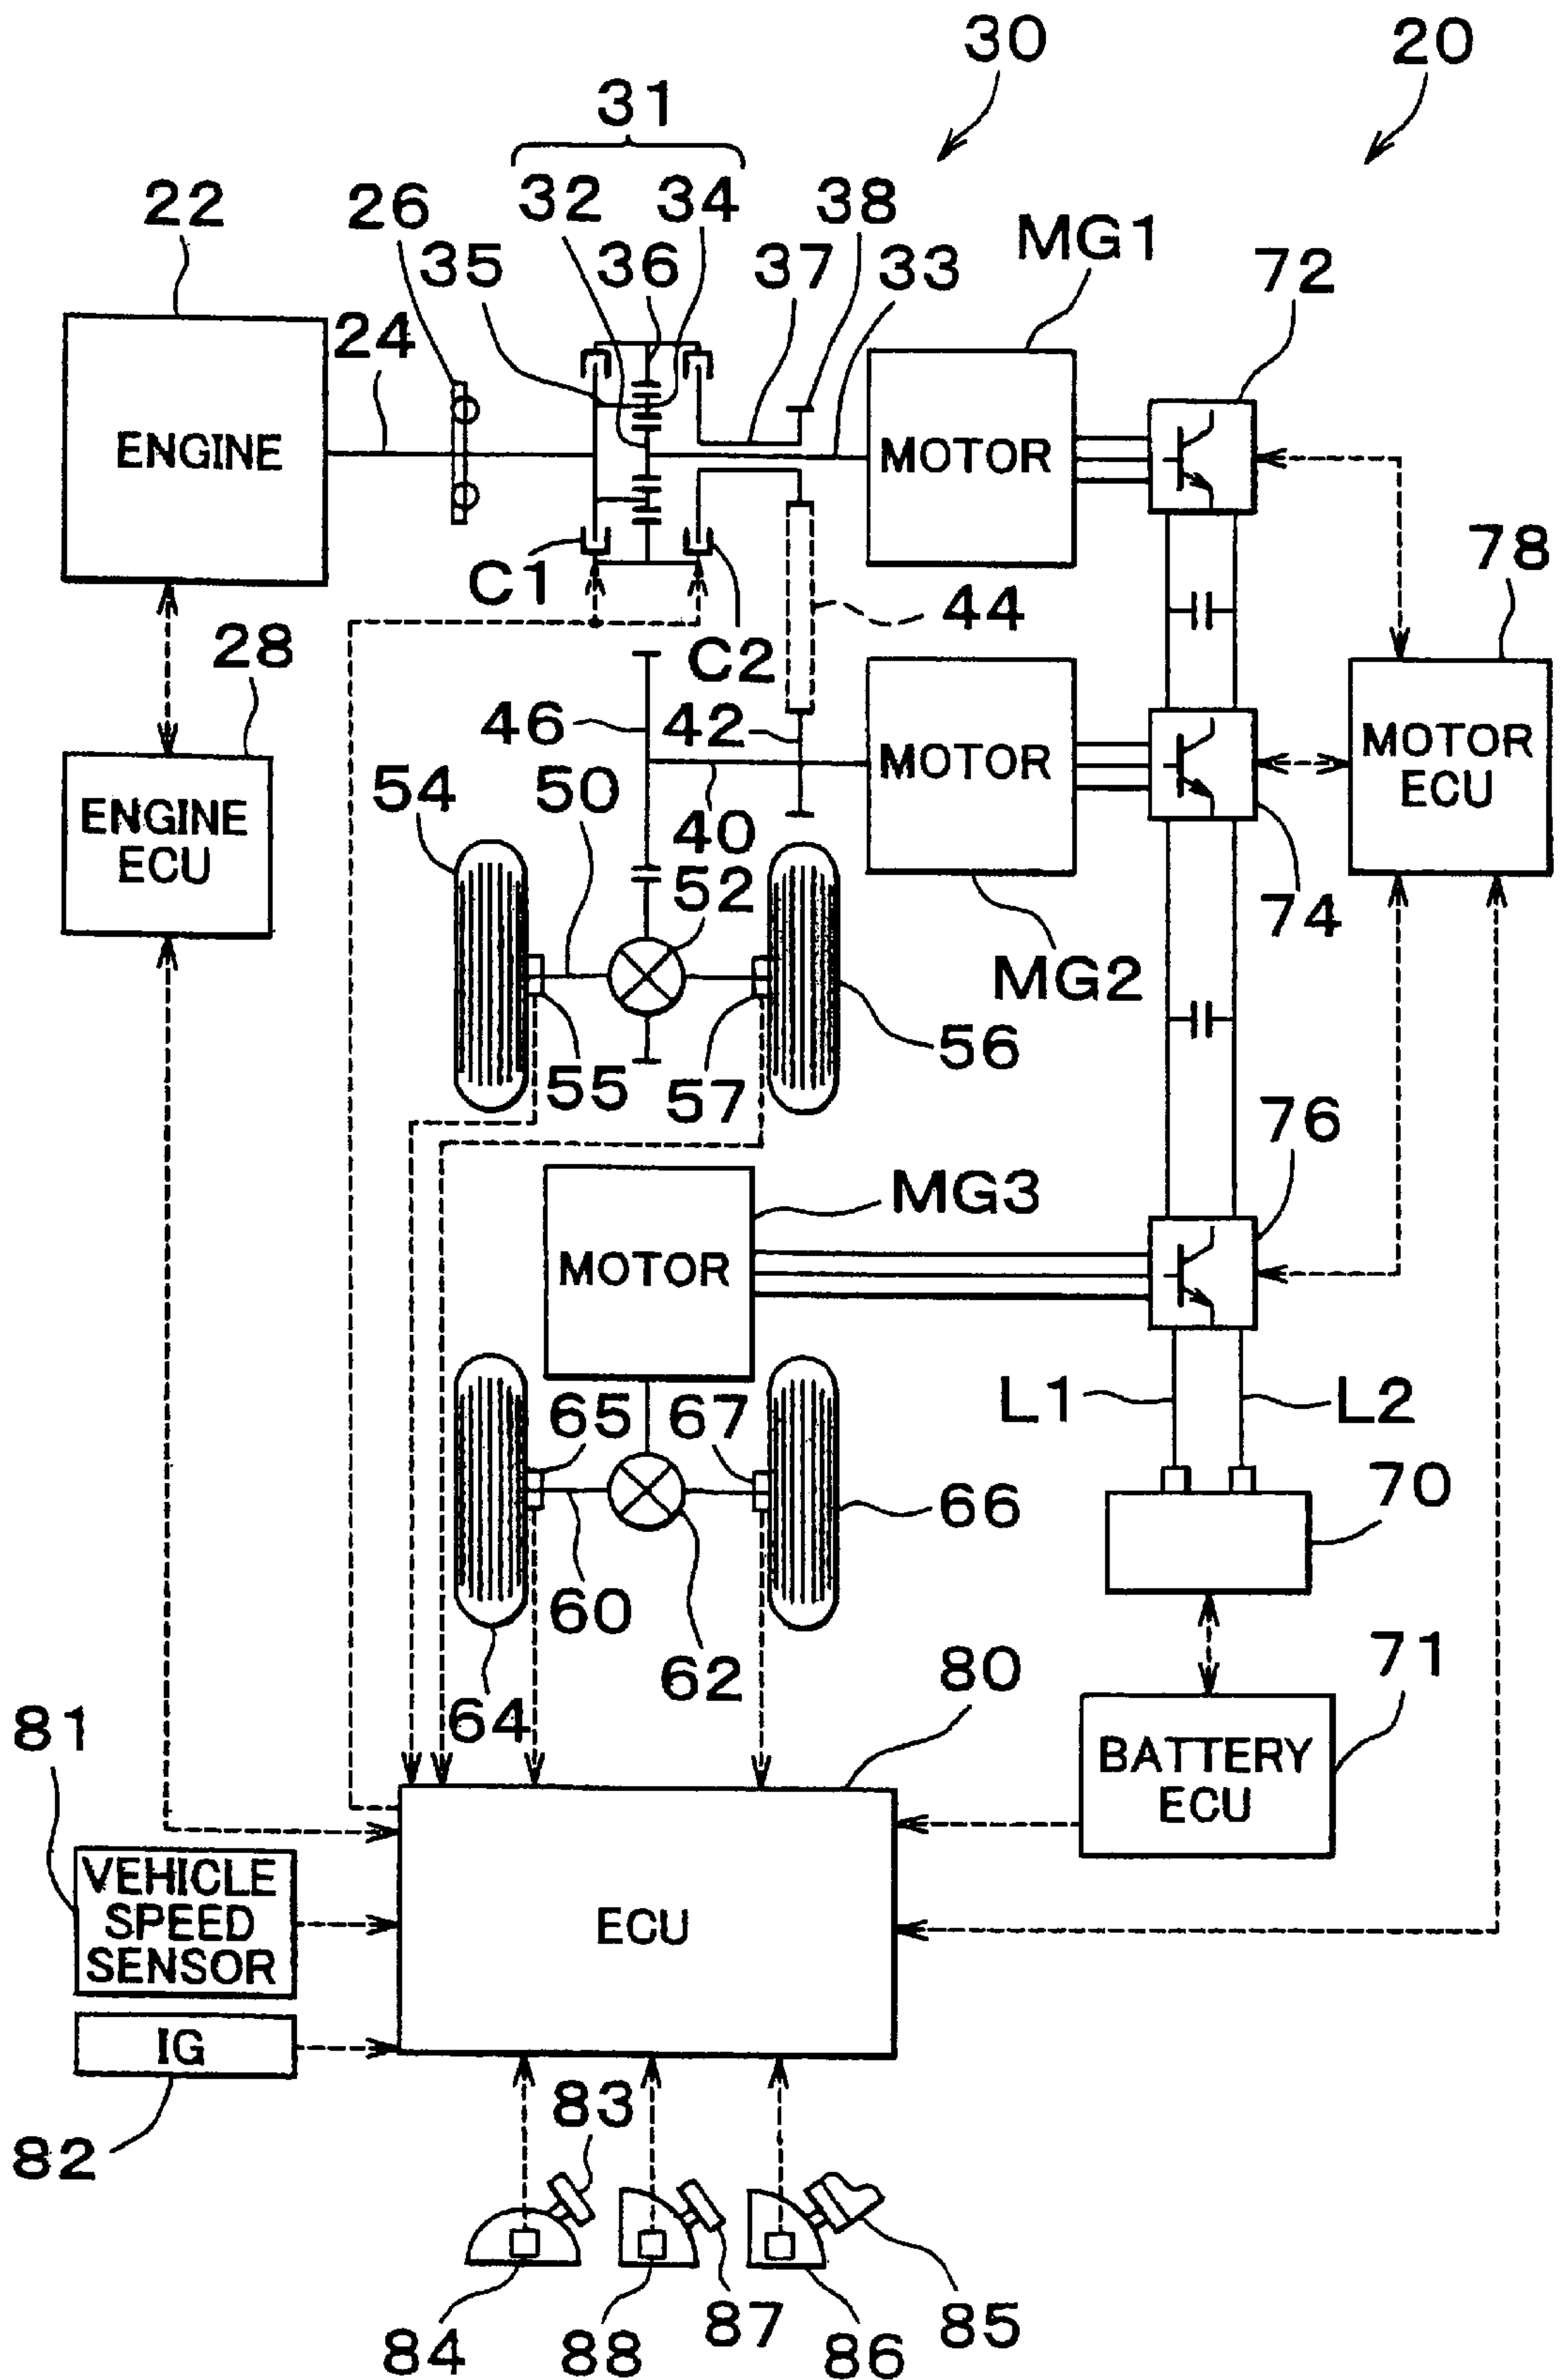 30
20
31
22
26
32
34
38
MG1
35
36
37
33
72
24
ENGINE
MOTOR
C1
C2
44
78
28
46
42
MOTOR
MOTOR
ECU
54
50
40
ENGINE
ECU
52
74
MG2
56
55
57
76
MG3
MOTOR
L1
L2
65
67
66
70
60
64
62
80
71
81
BATTERY
ECU
VEHICLE
SPEED
SENSOR
ECU
IG
82
83
84
88
87
86
85